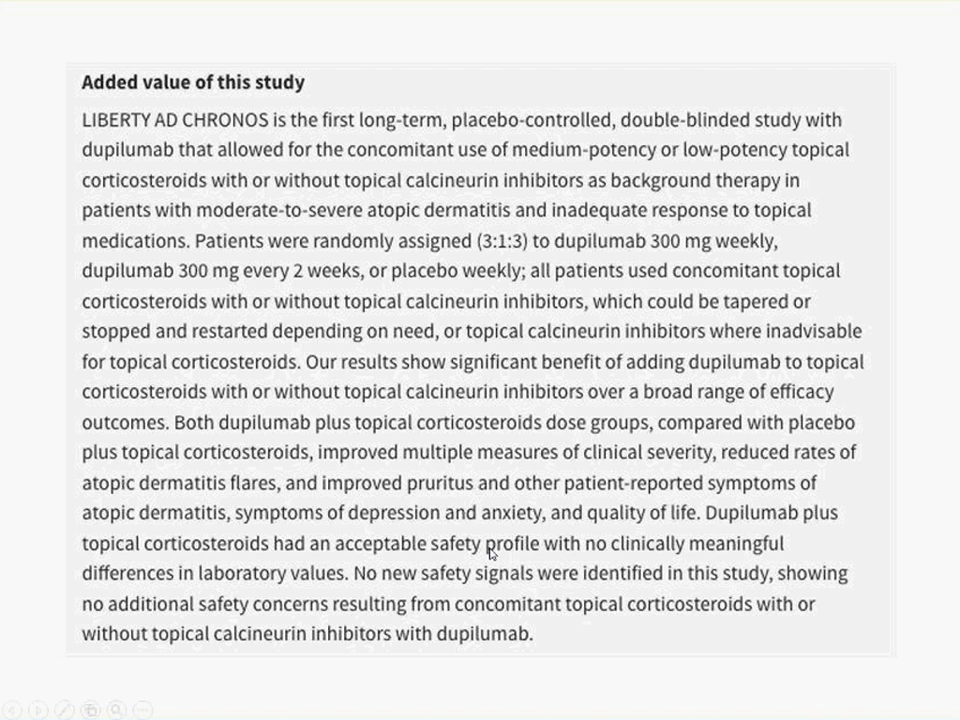 Added value of this study
LIBERTY AD CHRONOS is the first long-term, placebo-controlled, double-blinded study with
dupilumab that allowed for the concomitant use of medium-potency or low-potency topical
corticosteroids with or without topical calcineurin inhibitors as background therapy in
patients with moderate-to-severe atopic dermatitis and inadequate response to topical
medications. Patients were randomly assigned (3:1:3) to dupilumab 300 mg weekly,
dupilumab 300 mg every 2 weeks, or placebo weekly; all patients used concomitant topical
corticosteroids with or without topical calcineurin inhibitors, which could be tapered or
stopped and restarted depending on need, or topical calcineurin inhibitors where inadvisable
for topical corticosteroids. Our results show significant benefit of adding dupilumab to topical
corticosteroids with or without topical calcineurin inhibitors over a broad range of efficacy
outcomes. Both dupilumab plus topical corticosteroids dose groups, compared with placebo
plus topical corticosteroids, improved multiple measures of clinical severity, reduced rates of
atopic dermatitis flares, and improved pruritus and other patient-reported symptoms of
atopic dermatitis, symptoms of depression and anxiety, and quality of life. Dupilumab plus
topical corticosteroids had an acceptable safety profile with no clinically meaningful
differences in laboratory values. No new safety signals were identified in this study, showing
no additional safety concerns resulting from concomitant topical corticosteroids with or
without topical calcineurin inhibitors with dupilumab.